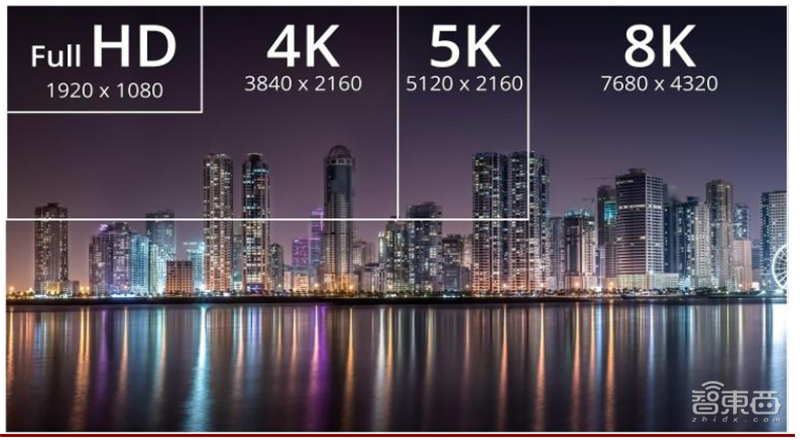 Full HD
1920 x 1080
4K
3840 x 2160
5K
5120 x 2160
8K
7680 x 4320
智東西
zhidx.com